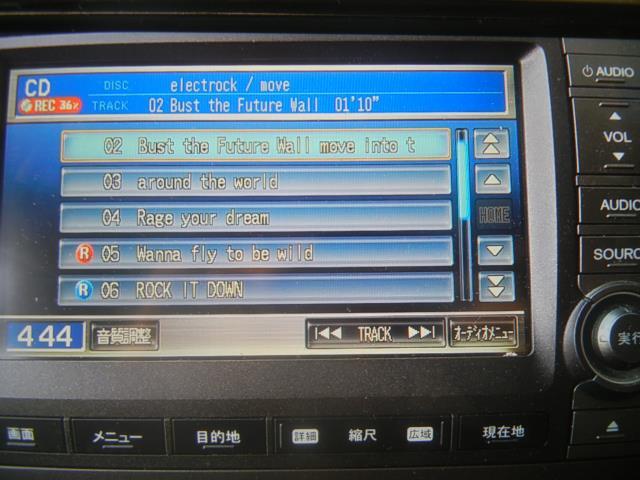 CD DISC electrock / move
REC 36% TRACK 02 Bust the Future Wall 01'10"
02 Bust the Future Wall move into t
03 around the world
04 Rage your dream
HOME
R 05 Wanna fly to be wild
R 06 ROCK IT DOWN
4:44 音質調整 TRACK オーディオメニュー
AUDIO
VOL
AUDIO
SOURC
実行
画面 メニュー 目的地 詳細 縮尺 広域 現在地